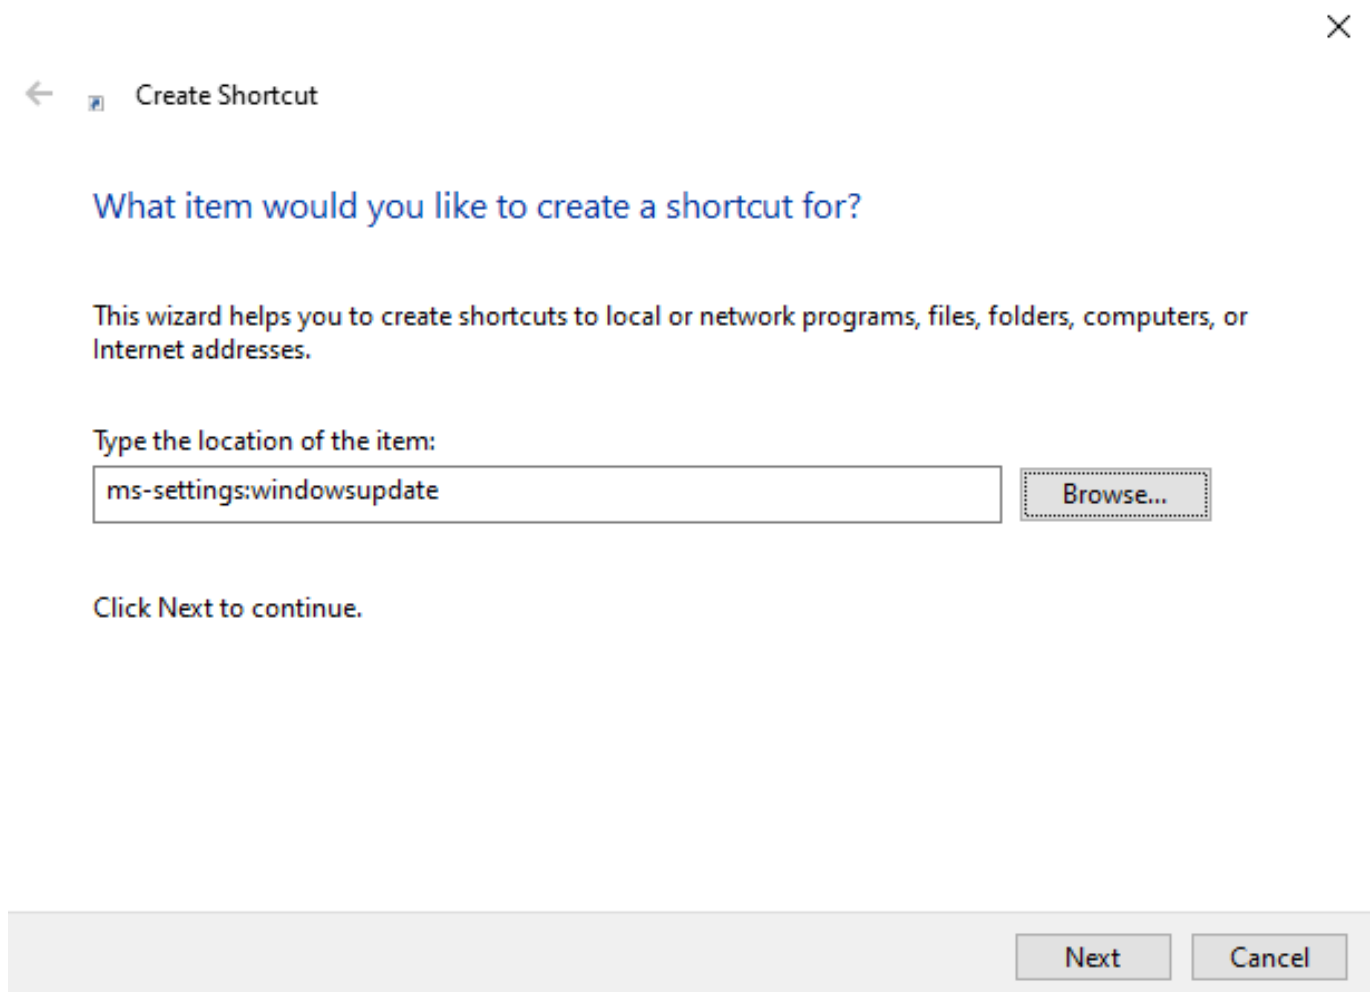 Create Shortcut
What item would you like to create a shortcut for?
This wizard helps you to create shortcuts to local or network programs, files, folders, computers, or
Internet addresses.
Type the location of the item:
ms-settings:windowsupdate
Browse...
Click Next to continue.
Next
Cancel